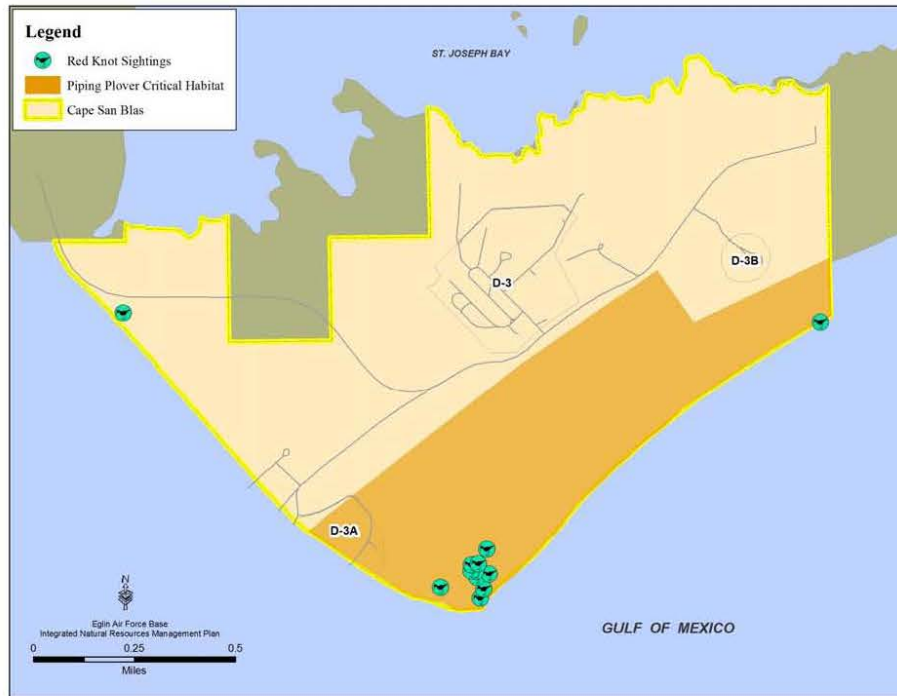 Legend
Red Knot Sightings
Piping Plover Critical Habitat
Cape San Blas
ST. JOSEPH BAY
D-3B
D-3
D-3A
N
Eglin Air Force Base
Integrated Natural Resources Management Plan
0 0.25 0.5
Miles
GULF OF MEXICO